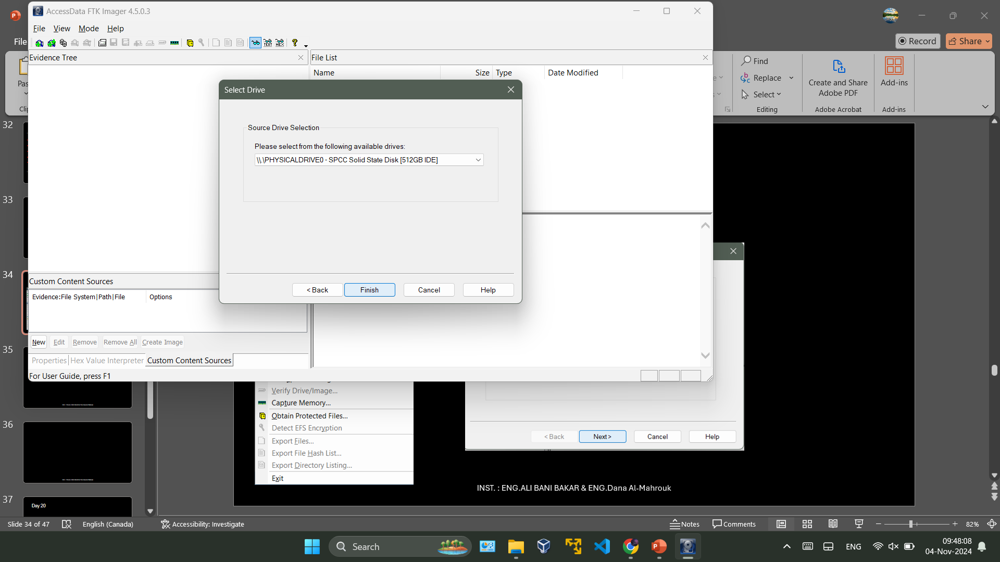 AccessData FTK Imager 4.5.0.3
File View Mode Help
File
Record
Share
Evidence Tree
File List
Name Size Type Date Modified
Select Drive
Source Drive Selection
Please select from the following available drives:
\\.\PHYSICALDRIVE0 - SPCC Solid State Disk [512GB IDE]
< Back Finish Cancel Help
Find
Replace
Select
Editing
Create and Share
Adobe PDF
Adobe Acrobat
Add-ins
Add-ins
Pas
Clip
32
33
34
35
36
37
Day 20
Custom Content Sources
Evidence:File System|Path|File Options
New Edit Remove Remove All Create Image
Properties Hex Value Interpreter Custom Content Sources
For User Guide, press F1
Verify Drive/Image...
Capture Memory...
Obtain Protected Files...
Detect EFS Encryption
Export Files...
Export File Hash List...
Export Directory Listing...
Exit
< Back Next > Cancel Help
INST. : ENG.ALI BANI BAKAR & ENG.Dana Al-Mahrouk
Slide 34 of 47 English (Canada) Accessibility: Investigate Notes Comments 82%
Search
ENG
09:48:08
04-Nov-2024